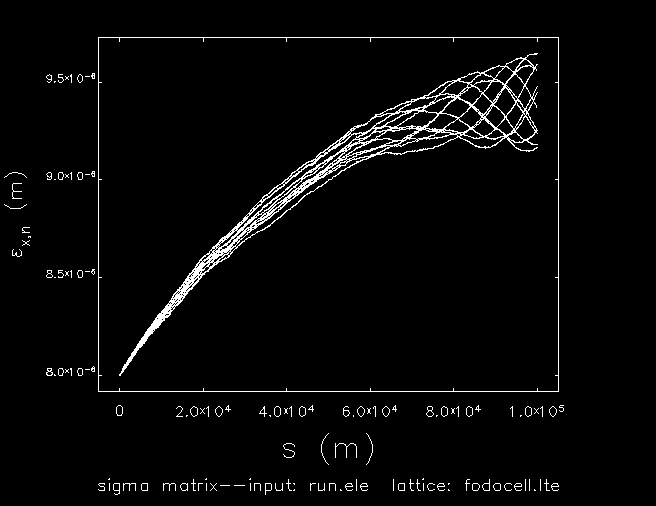 9.5×10⁻⁶
9.0×10⁻⁶
8.5×10⁻⁶
8.0×10⁻⁶
εx,n (m)
0 2.0×10⁴ 4.0×10⁴ 6.0×10⁴ 8.0×10⁴ 1.0×10⁵
s (m)
sigma matrix--input: run.ele lattice: fodocell.lte